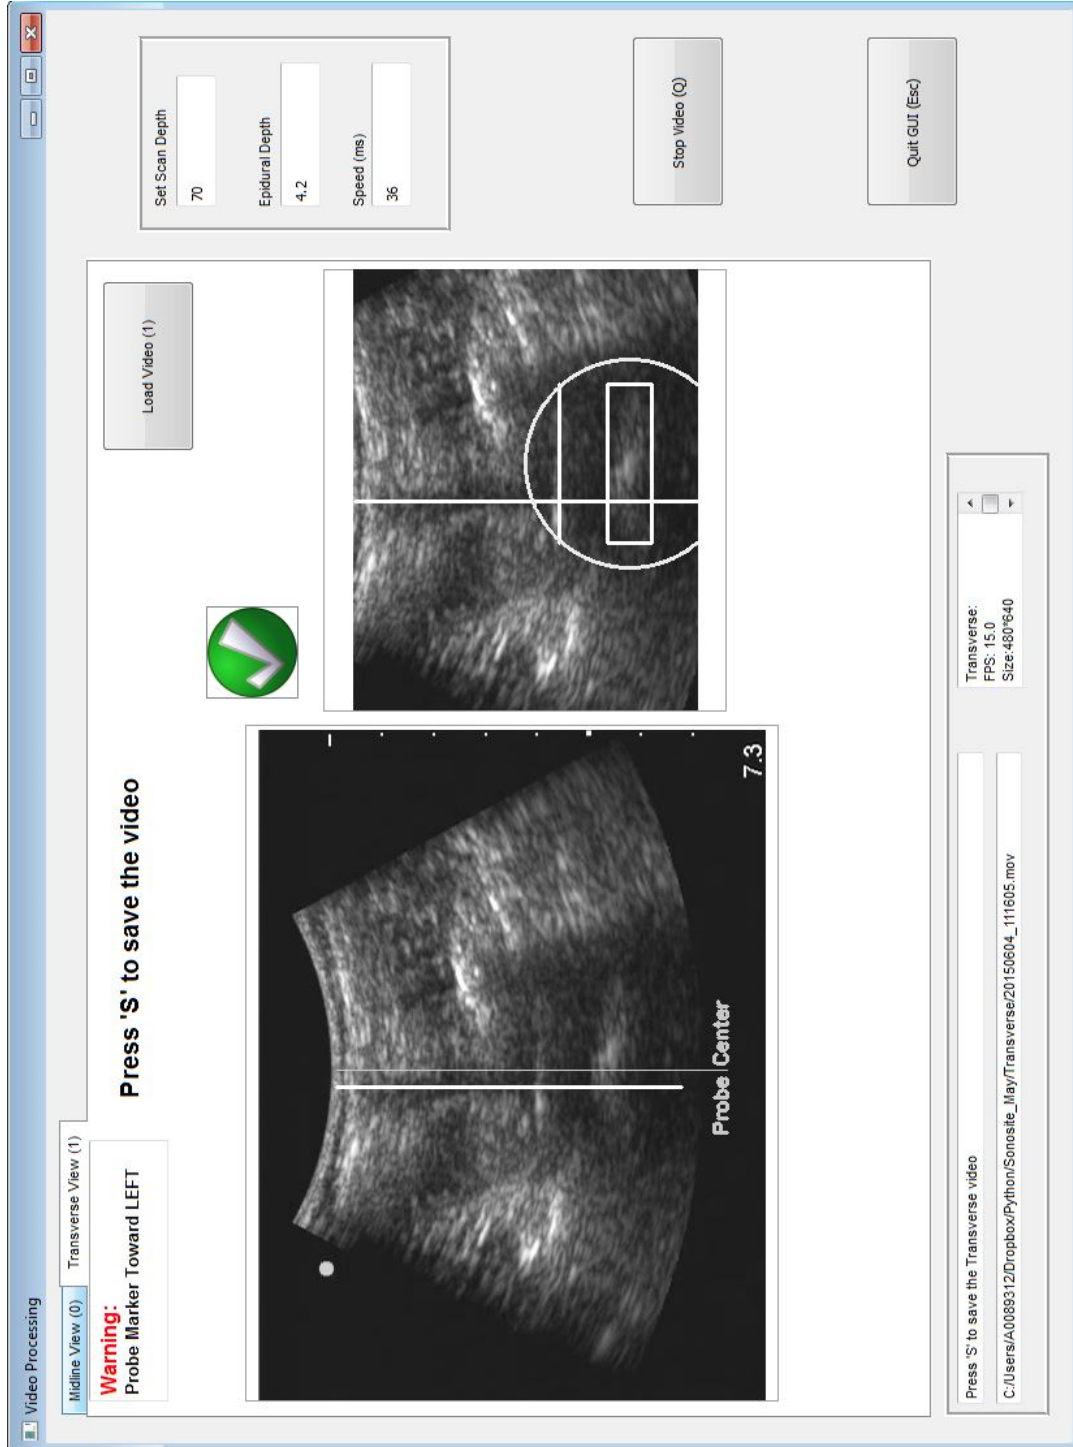 Video Processing
Midline View (0)
Transverse View (1)
Warning:
Probe Marker Toward LEFT
Press 'S' to save the video
Load Video (1)
Set Scan Depth
70
Epidural Depth
4.2
Speed (ms)
36
Probe Center
7.3
Stop Video (Q)
Quit GUI (Esc)
Press 'S' to save the Transverse video
C:/Users/A0089312/Dropbox/Python/Sonosite_May/Transverse/20150604_111605.mov
Transverse:
FPS: 15.0
Size:480*640